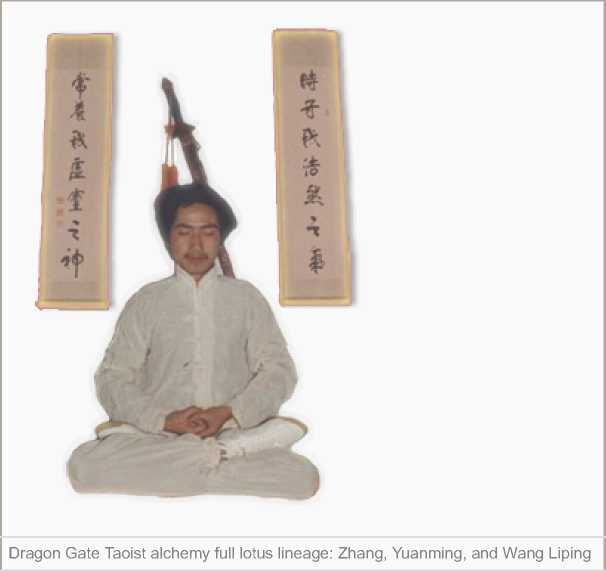 時守我浩然之氣
常養我虛靈之神
Dragon Gate Taoist alchemy full lotus lineage: Zhang, Yuanming, and Wang Liping